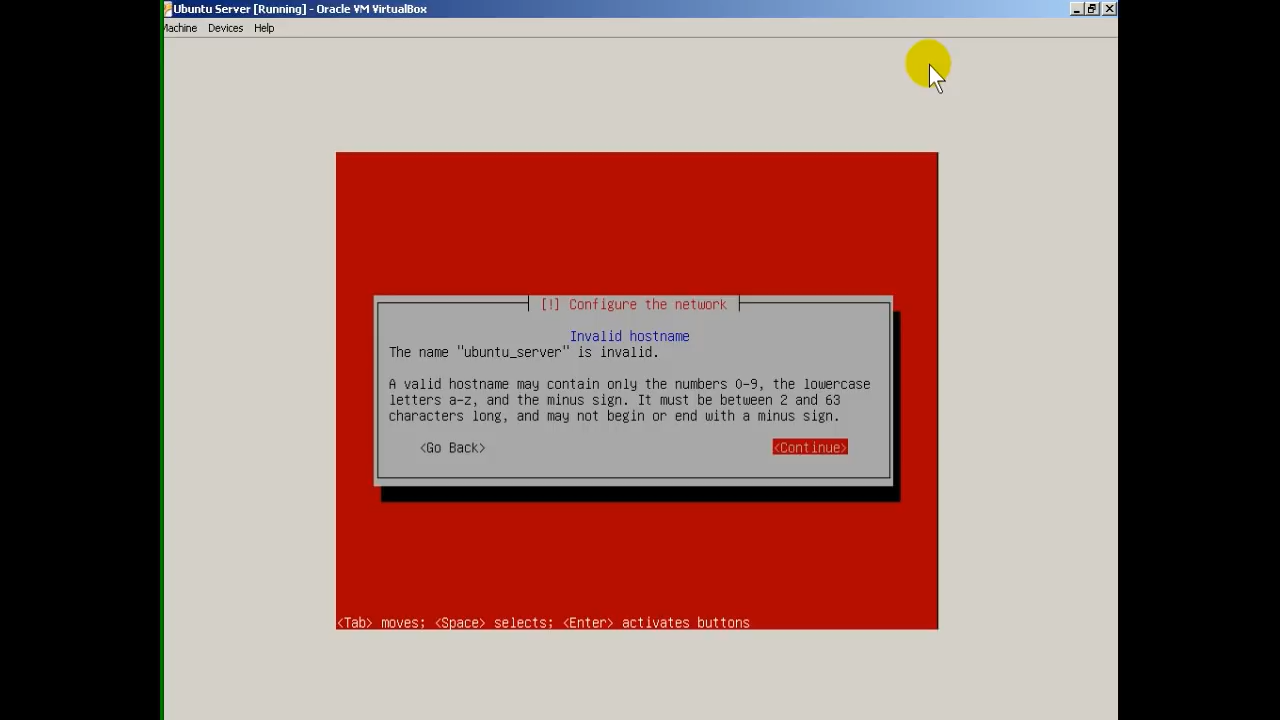 Ubuntu Server [Running] - Oracle VM VirtualBox
Machine Devices Help
[!] Configure the network
Invalid hostname
The name "ubuntu_server" is invalid.
A valid hostname may contain only the numbers 0-9, the lowercase
letters a-z, and the minus sign. It must be between 2 and 63
characters long, and may not begin or end with a minus sign.
<Go Back> <Continue>
<Tab> moves; <Space> selects; <Enter> activates buttons